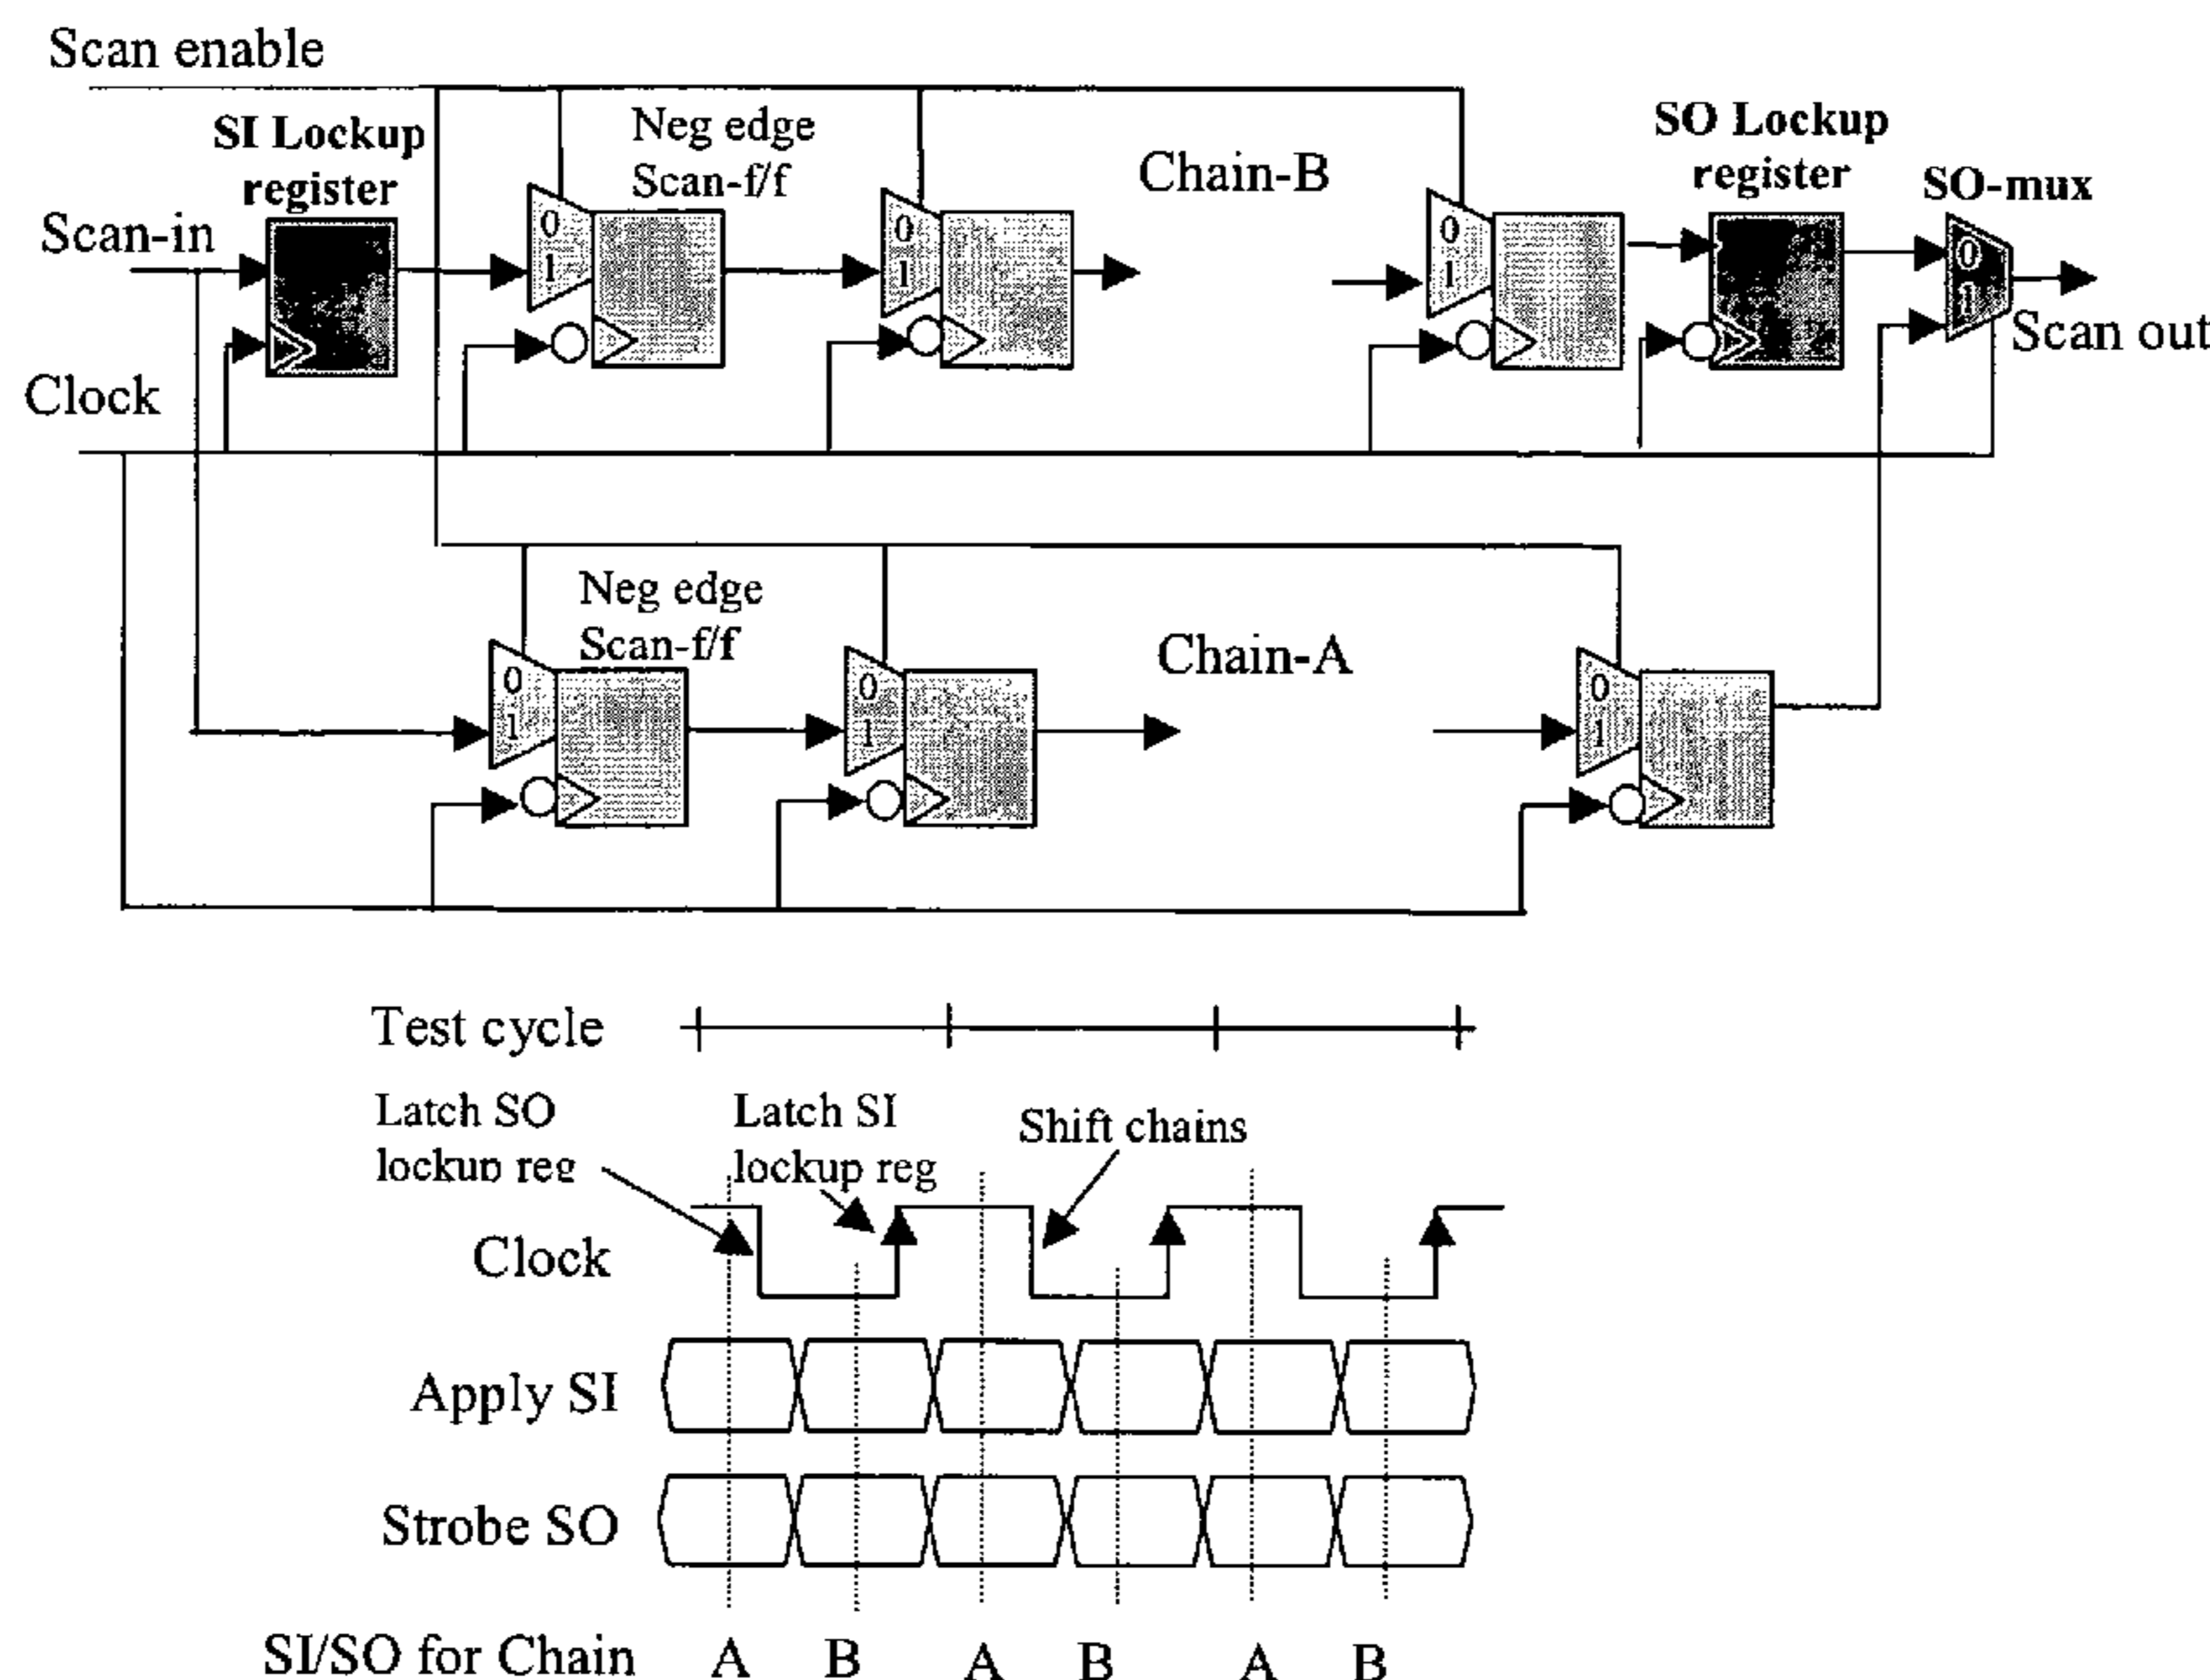 Scan enable
SI Lockup
register
Neg edge
Scan-f/f
Chain-B
SO Lockup
register
SO-mux
Scan-in
0
1
0
1
0
1
0
1
Scan out
Clock
Neg edge
Scan-f/f
Chain-A
0
1
0
1
0
1
Test cycle
Latch SO
lockup reg
Latch SI
lockup reg
Shift chains
Clock
Apply SI
Strobe SO
SI/SO for Chain A B A B A B